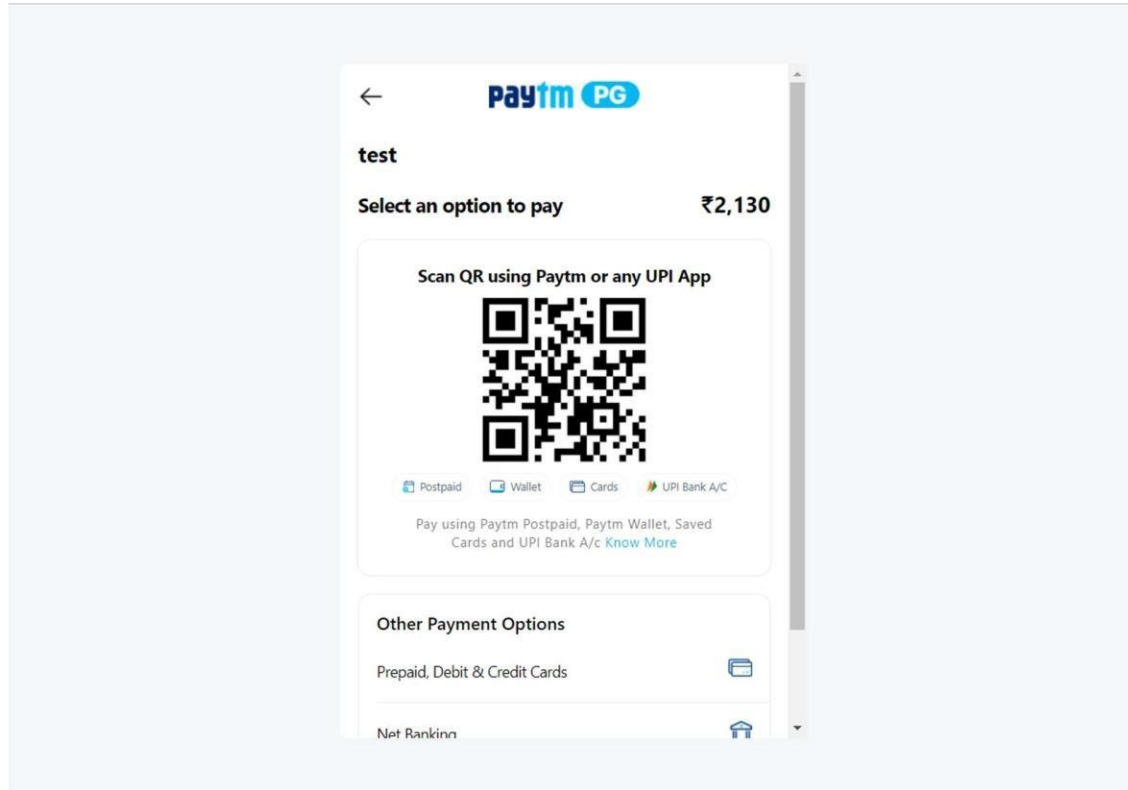 paytm PG
test
Select an option to pay ₹2,130
Scan QR using Paytm or any UPI App
Postpaid Wallet Cards UPI Bank A/C
Pay using Paytm Postpaid, Paytm Wallet, Saved
Cards and UPI Bank A/c Know More
Other Payment Options
Prepaid, Debit & Credit Cards
Net Banking